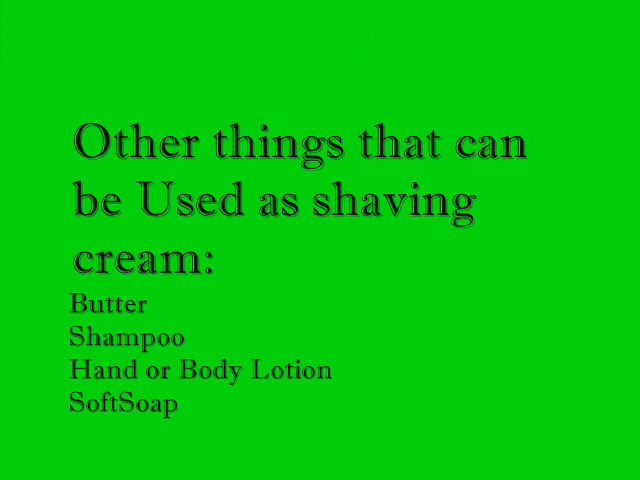 Other things that can
be Used as shaving
cream:
Butter
Shampoo
Hand or Body Lotion
SoftSoap